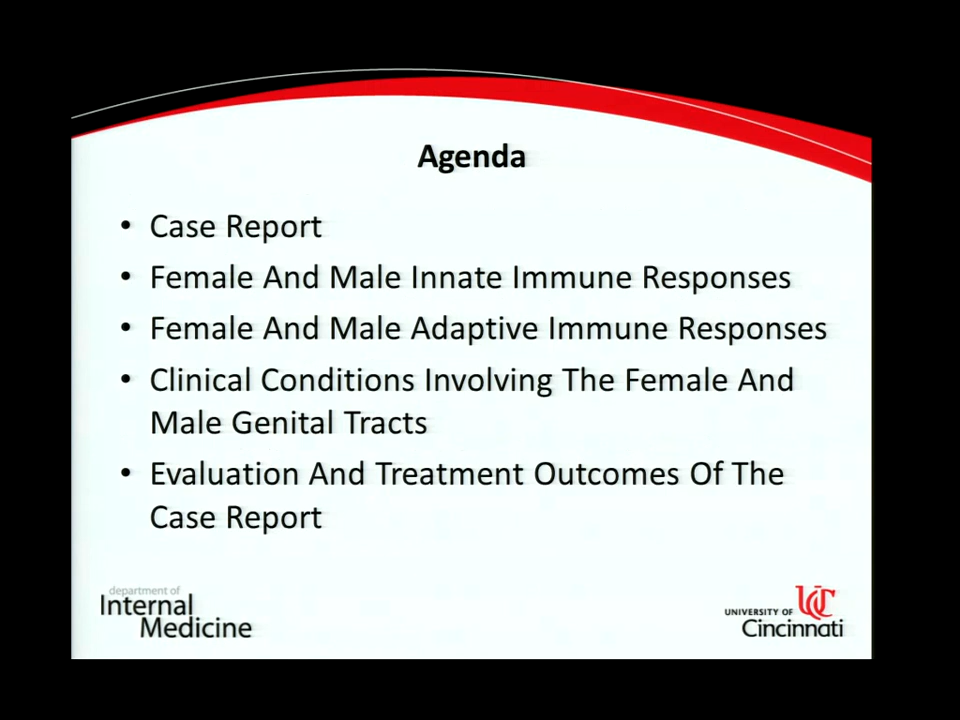 Agenda
• Case Report
• Female And Male Innate Immune Responses
• Female And Male Adaptive Immune Responses
• Clinical Conditions Involving The Female And
Male Genital Tracts
• Evaluation And Treatment Outcomes Of The
Case Report
department of
Internal
Medicine
UC
UNIVERSITY OF
Cincinnati